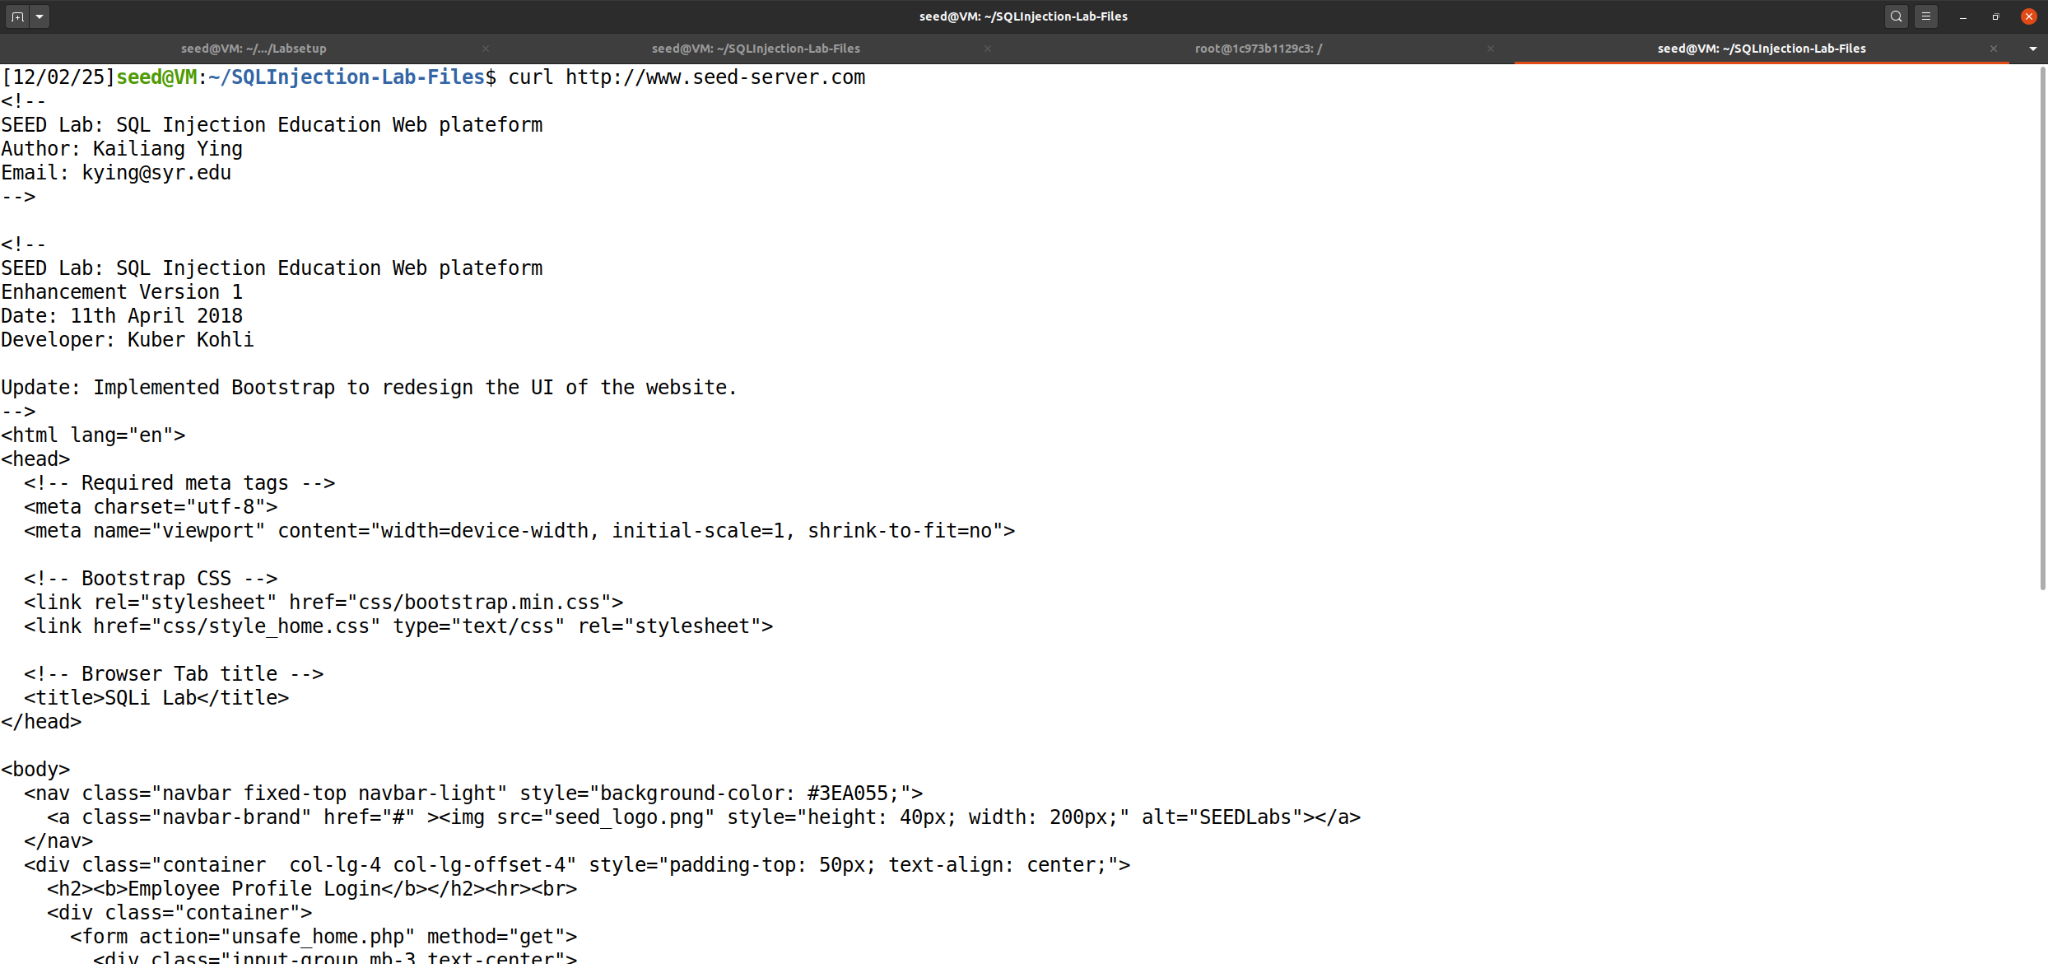 seed@VM: ~/SQLInjection-Lab-Files
seed@VM: ~/.../Labsetup
seed@VM: ~/SQLInjection-Lab-Files
root@1c973b1129c3: /
seed@VM: ~/SQLInjection-Lab-Files
[12/02/25]seed@VM:~/SQLInjection-Lab-Files$ curl http://www.seed-server.com
<!--
SEED Lab: SQL Injection Education Web plateform
Author: Kailiang Ying
Email: kying@syr.edu
-->

<!--
SEED Lab: SQL Injection Education Web plateform
Enhancement Version 1
Date: 11th April 2018
Developer: Kuber Kohli

Update: Implemented Bootstrap to redesign the UI of the website.
-->
<html lang="en">
<head>
  <!-- Required meta tags -->
  <meta charset="utf-8">
  <meta name="viewport" content="width=device-width, initial-scale=1, shrink-to-fit=no">

  <!-- Bootstrap CSS -->
  <link rel="stylesheet" href="css/bootstrap.min.css">
  <link href="css/style_home.css" type="text/css" rel="stylesheet">

  <!-- Browser Tab title -->
  <title>SQLi Lab</title>
</head>

<body>
  <nav class="navbar fixed-top navbar-light" style="background-color: #3EA055;">
    <a class="navbar-brand" href="#" ><img src="seed_logo.png" style="height: 40px; width: 200px;" alt="SEEDLabs"></a>
  </nav>
  <div class="container  col-lg-4 col-lg-offset-4" style="padding-top: 50px; text-align: center;">
    <h2><b>Employee Profile Login</b></h2><hr><br>
    <div class="container">
      <form action="unsafe_home.php" method="get">
        <div class="input-group mb-3 text-center">